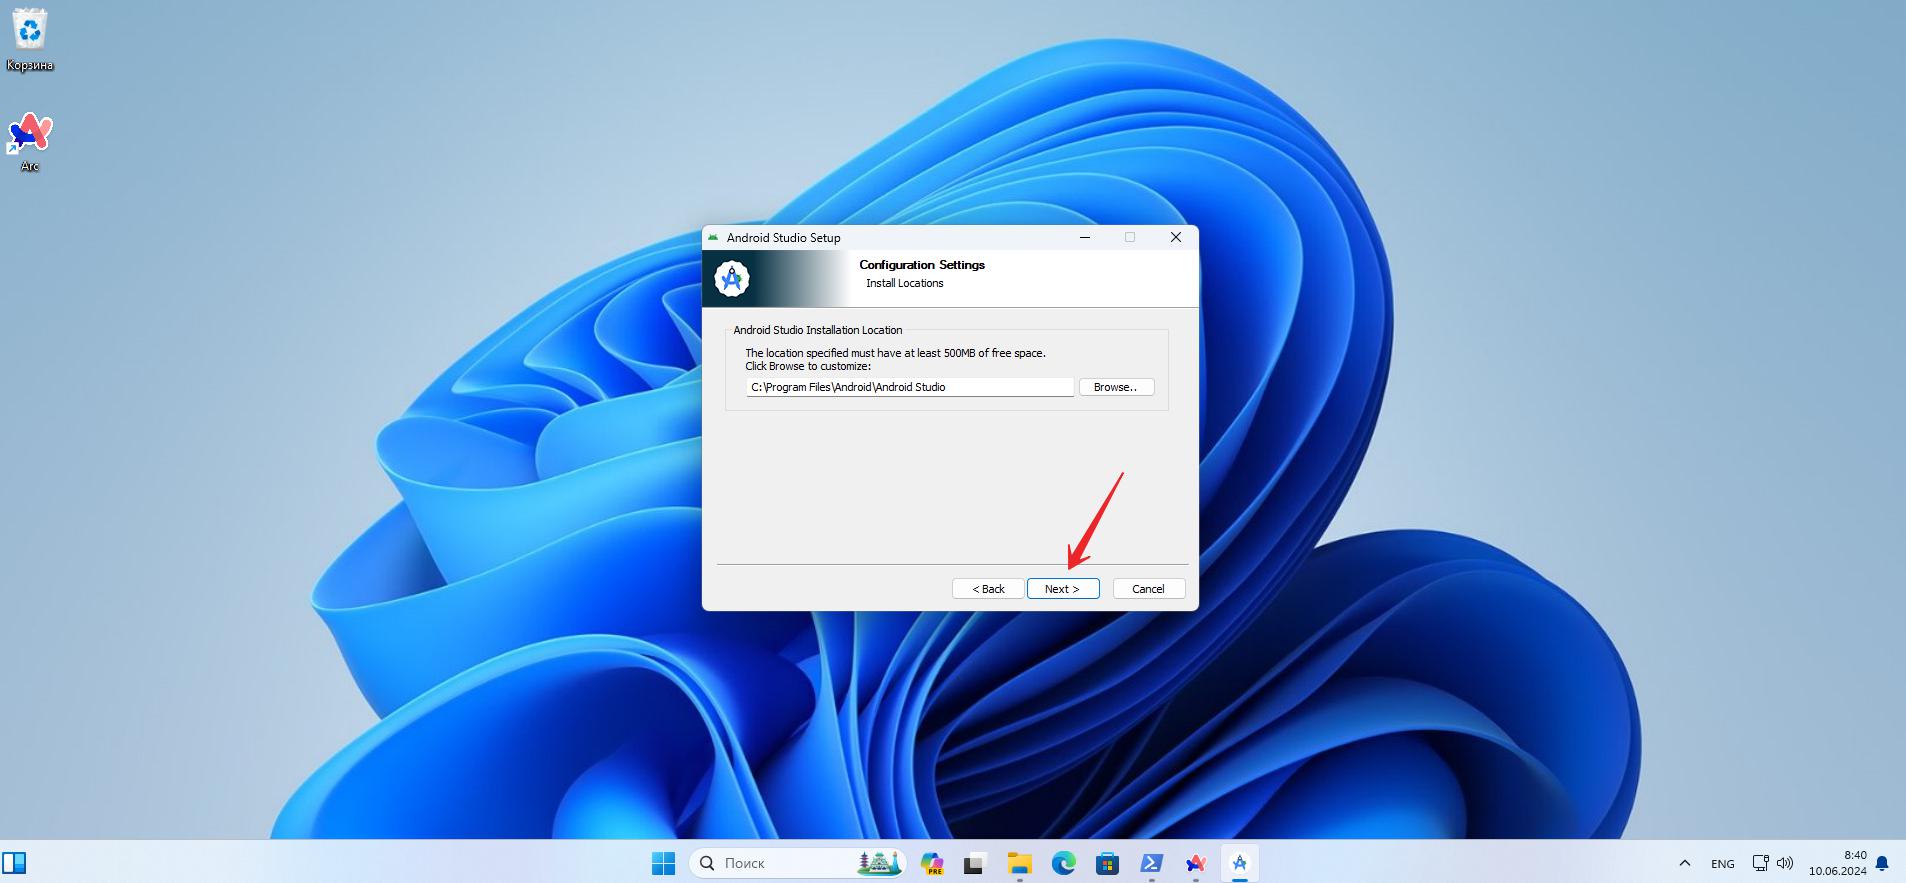 Корзина
Arc
Android Studio Setup
Configuration Settings
Install Locations
Android Studio Installation Location
The location specified must have at least 500MB of free space.
Click Browse to customize:
C:\Program Files\Android\Android Studio
Browse..
< Back
Next >
Cancel
Поиск
PRE
ENG
8:40
10.06.2024